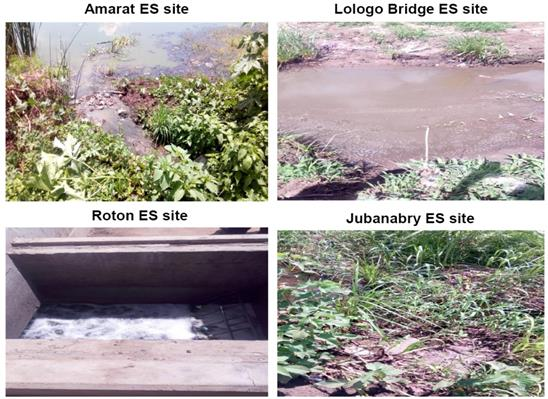 Amarat ES site
Lologo Bridge ES site
Roton ES site
Jubanabry ES site